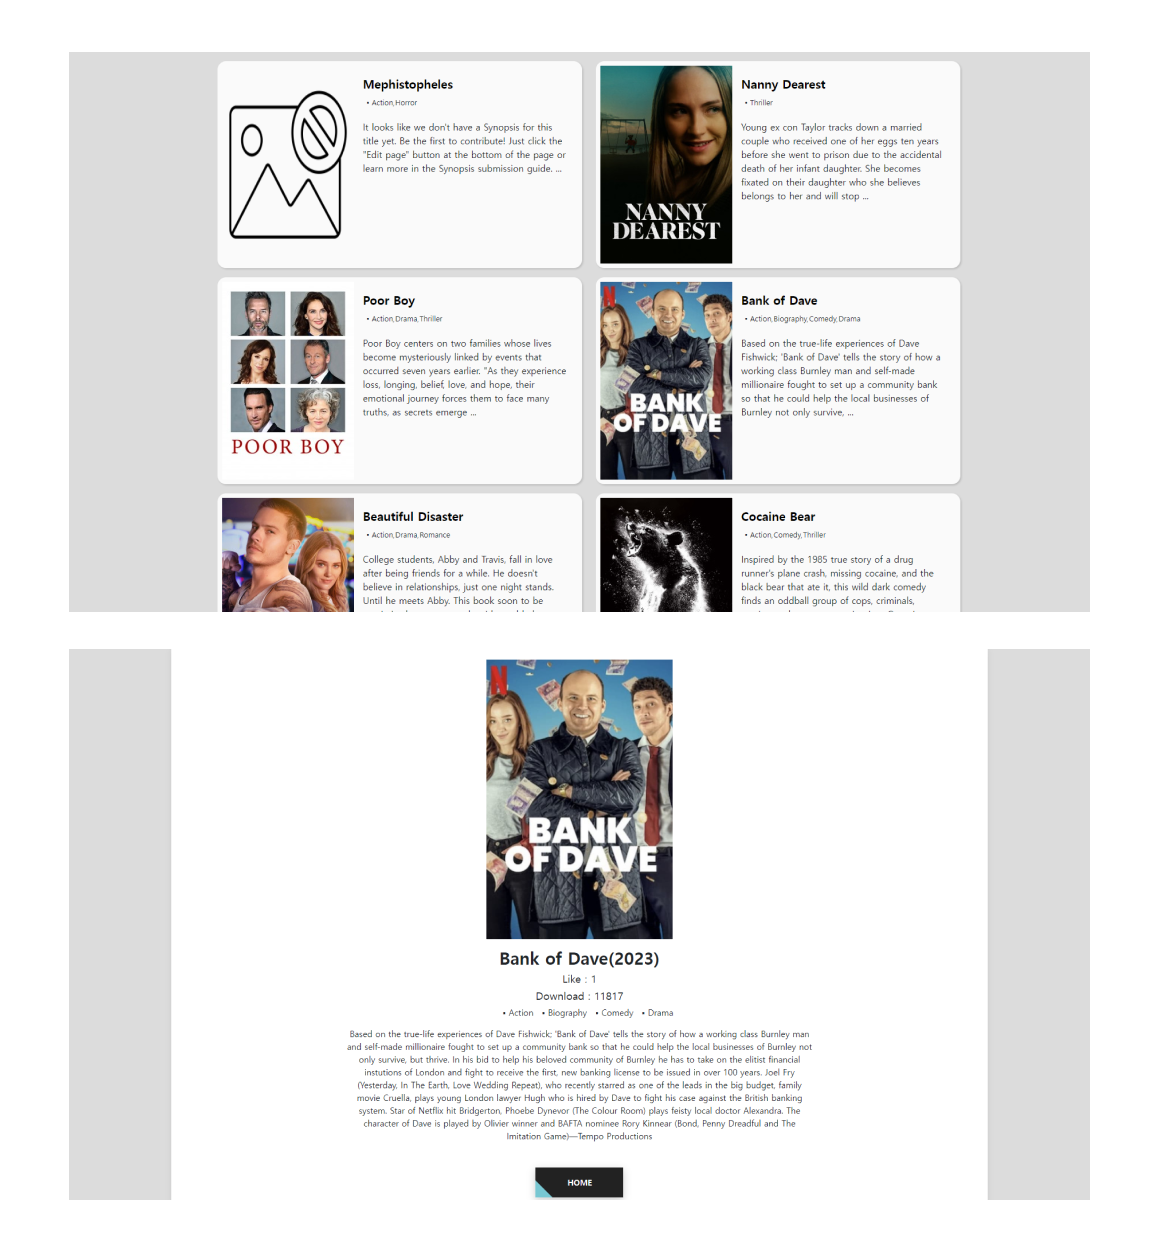 Mephistopheles
• Action,Horror
It looks like we don't have a Synopsis for this
title yet. Be the first to contribute! Just click the
"Edit page" button at the bottom of the page or
learn more in the Synopsis submission guide. ...
NANNY
DEAREST
Nanny Dearest
• Thriller
Young ex con Taylor tracks down a married
couple who received one of her eggs ten years
before she went to prison due to the accidental
death of her infant daughter. She becomes
fixated on their daughter who she believes
belongs to her and will stop ...
POOR BOY
Poor Boy
• Action,Drama,Thriller
Poor Boy centers on two families whose lives
become mysteriously linked by events that
occurred seven years earlier. "As they experience
loss, longing, belief, love, and hope, their
emotional journey forces them to face many
truths, as secrets emerge ...
N
BANK
OF DAVE
Bank of Dave
• Action,Biography,Comedy,Drama
Based on the true-life experiences of Dave
Fishwick; 'Bank of Dave' tells the story of how a
working class Burnley man and self-made
millionaire fought to set up a community bank
so that he could help the local businesses of
Burnley not only survive, ...
Beautiful Disaster
• Action,Drama,Romance
College students, Abby and Travis, fall in love
after being friends for a while. He doesn't
believe in relationships, just one night stands.
Until he meets Abby. This book soon to be
Cocaine Bear
• Action,Comedy,Thriller
Inspired by the 1985 true story of a drug
runner's plane crash, missing cocaine, and the
black bear that ate it, this wild dark comedy
finds an oddball group of cops, criminals,
N
BANK
OF DAVE
Bank of Dave(2023)
Like : 1
Download : 11817
• Action • Biography • Comedy • Drama
Based on the true-life experiences of Dave Fishwick; 'Bank of Dave' tells the story of how a working class Burnley man
and self-made millionaire fought to set up a community bank so that he could help the local businesses of Burnley not
only survive, but thrive. In his bid to help his beloved community of Burnley he has to take on the elitist financial
instutions of London and fight to receive the first, new banking license to be issued in over 100 years. Joel Fry
(Yesterday, In The Earth, Love Wedding Repeat), who recently starred as one of the leads in the big budget, family
movie Cruella, plays young London lawyer Hugh who is hired by Dave to fight his case against the British banking
system. Star of Netflix hit Bridgerton, Phoebe Dynevor (The Colour Room) plays feisty local doctor Alexandra. The
character of Dave is played by Olivier winner and BAFTA nominee Rory Kinnear (Bond, Penny Dreadful and The
Imitation Game)—Tempo Productions
HOME